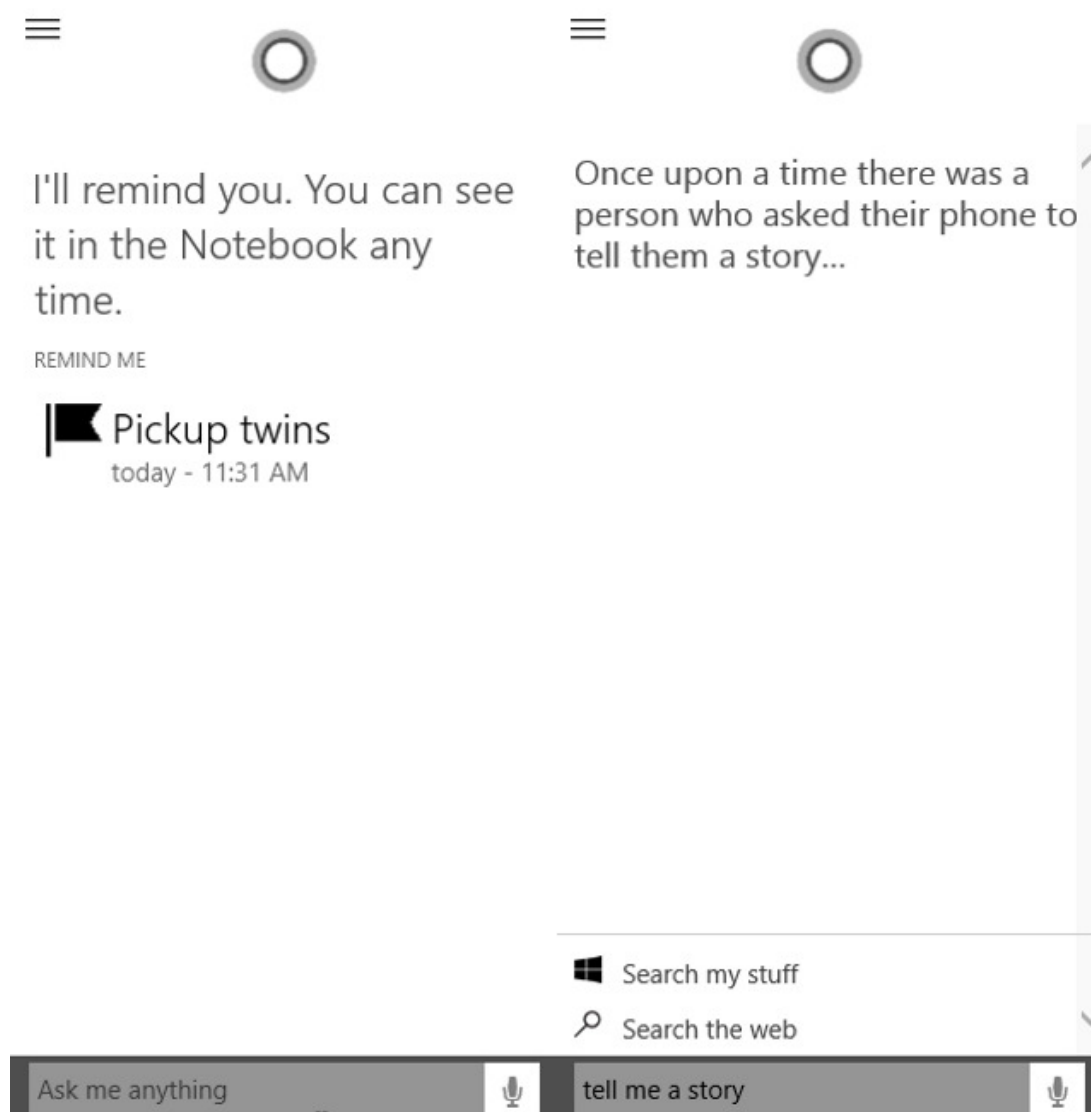 I'll remind you. You can see
it in the Notebook any
time.
REMIND ME
Pickup twins
today - 11:31 AM
Ask me anything
Once upon a time there was a
person who asked their phone to
tell them a story...
Search my stuff
Search the web
tell me a story